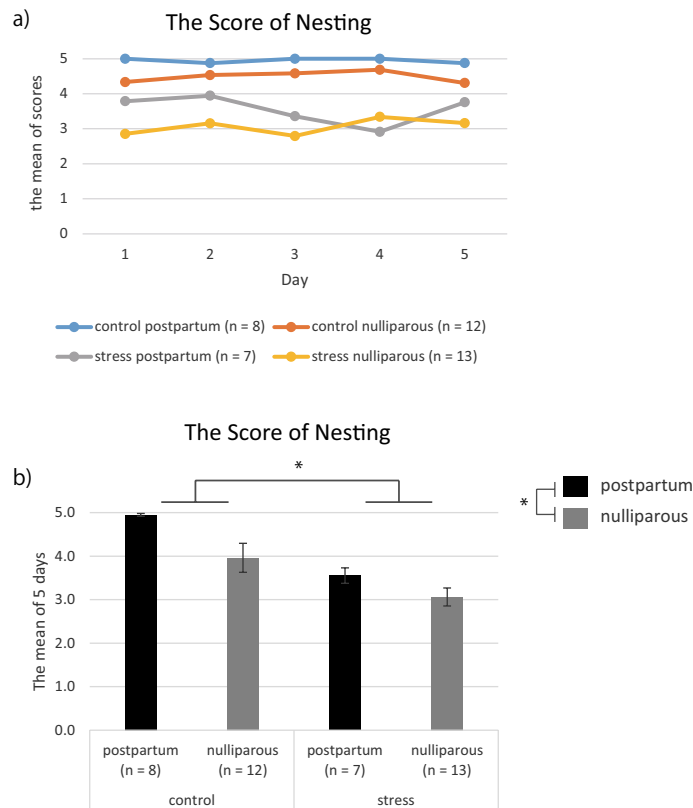 a)
The Score of Nesting
the mean of scores
5
4
3
2
1
0
1 2 3 4 5
Day
control postpartum (n = 8) control nulliparous (n = 12)
stress postpartum (n = 7) stress nulliparous (n = 13)
The Score of Nesting
b)
*
postpartum
*
nulliparous
The mean of 5 days
5.0
4.0
3.0
2.0
1.0
0.0
postpartum nulliparous postpartum nulliparous
(n = 8) (n = 12) (n = 7) (n = 13)
control stress